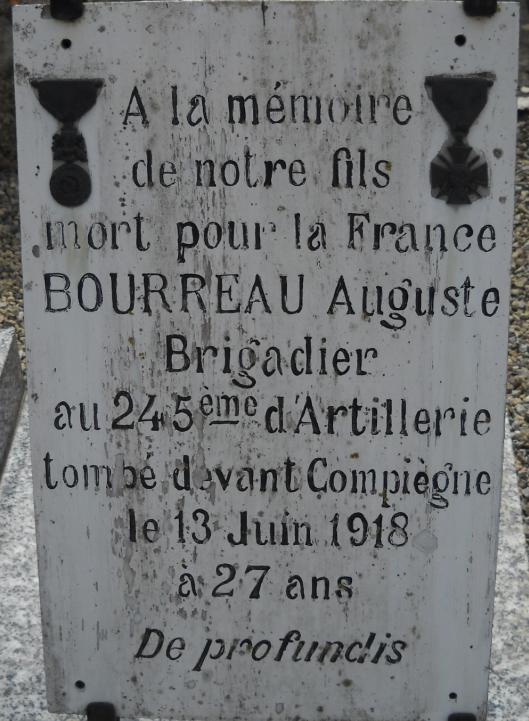 A la mémoire
de notre fils
mort pour la France
BOURREAU Auguste
Brigadier
au 245ème d'Artillerie
tombé devant Compiègne
le 13 Juin 1918
à 27 ans
De profundis